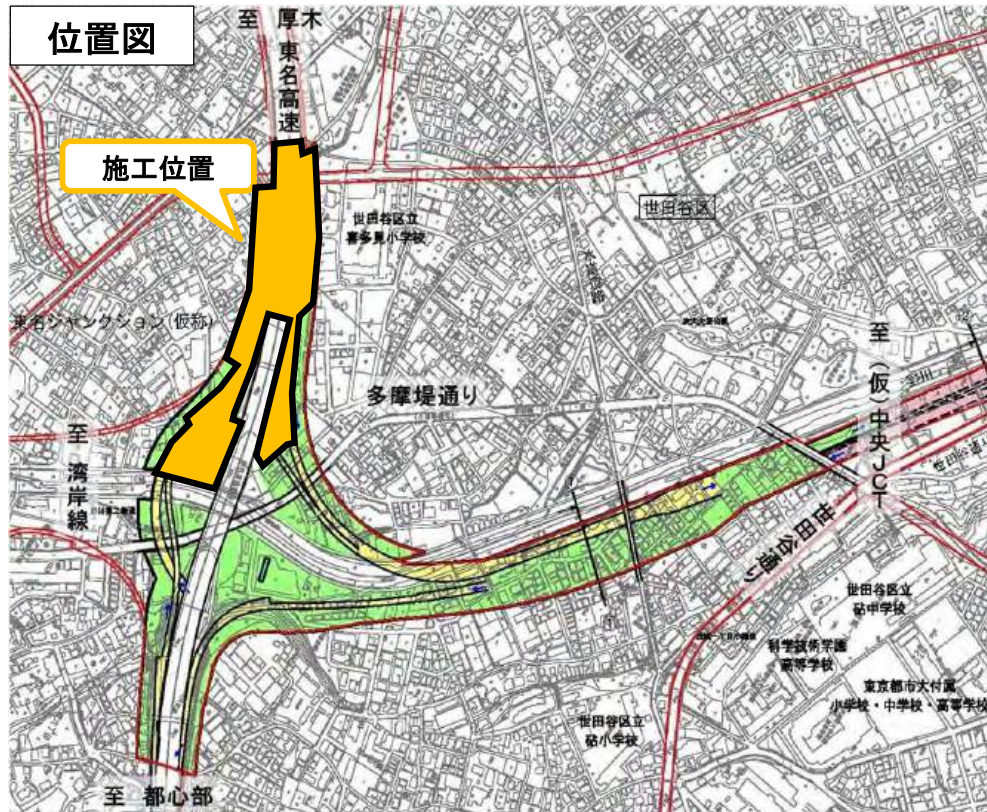 位置図
至 厚木
東名高速
施工位置
世田谷区立
喜多見小学校
世田谷区
東名ジャンクション(仮称)
多摩堤通り
至 (仮)中央JCT
至 湾岸線
世田谷通り
世田谷通り
世田谷区立
砧中学校
科学技術学園
高等学校
東京都市大付属
小学校・中学校・高等学校
世田谷区立
砧小学校
至 都心部